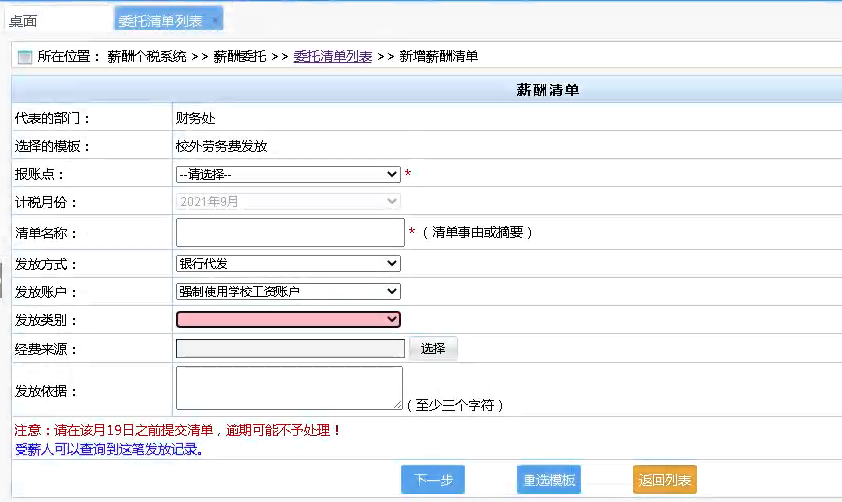 桌面 委托清单列表 ×
所在位置： 薪酬个税系统 >> 薪酬委托 >> 委托清单列表 >> 新增薪酬清单
薪酬清单
代表的部门： 财务处
选择的模板： 校外劳务费发放
报账点： --请选择-- *
计税月份： 2021年9月
清单名称： *（清单事由或摘要）
发放方式： 银行代发
发放账户： 强制使用学校工资账户
发放类别：
经费来源： 选择
发放依据： （至少三个字符）
注意：请在该月19日之前提交清单，逾期可能不予处理！
受薪人可以查询到这笔发放记录。
下一步 重选模板 返回列表